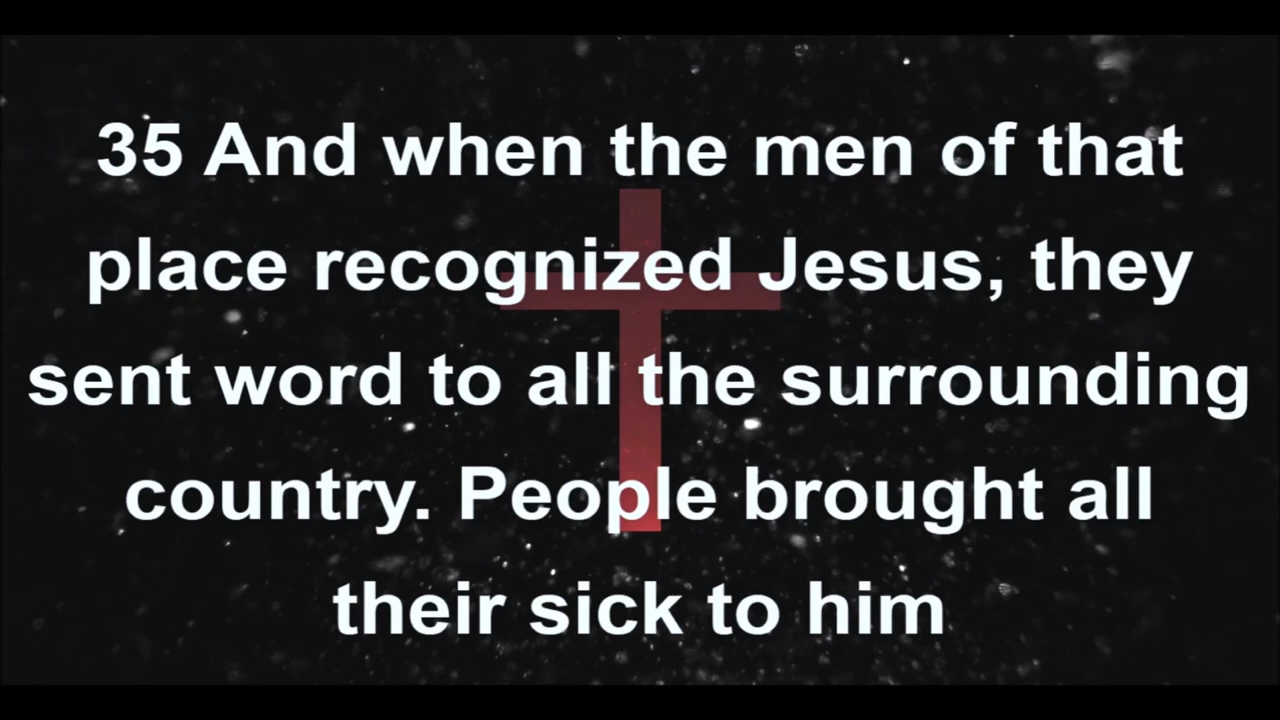 35 And when the men of that
place recognized Jesus, they
sent word to all the surrounding
country. People brought all
their sick to him